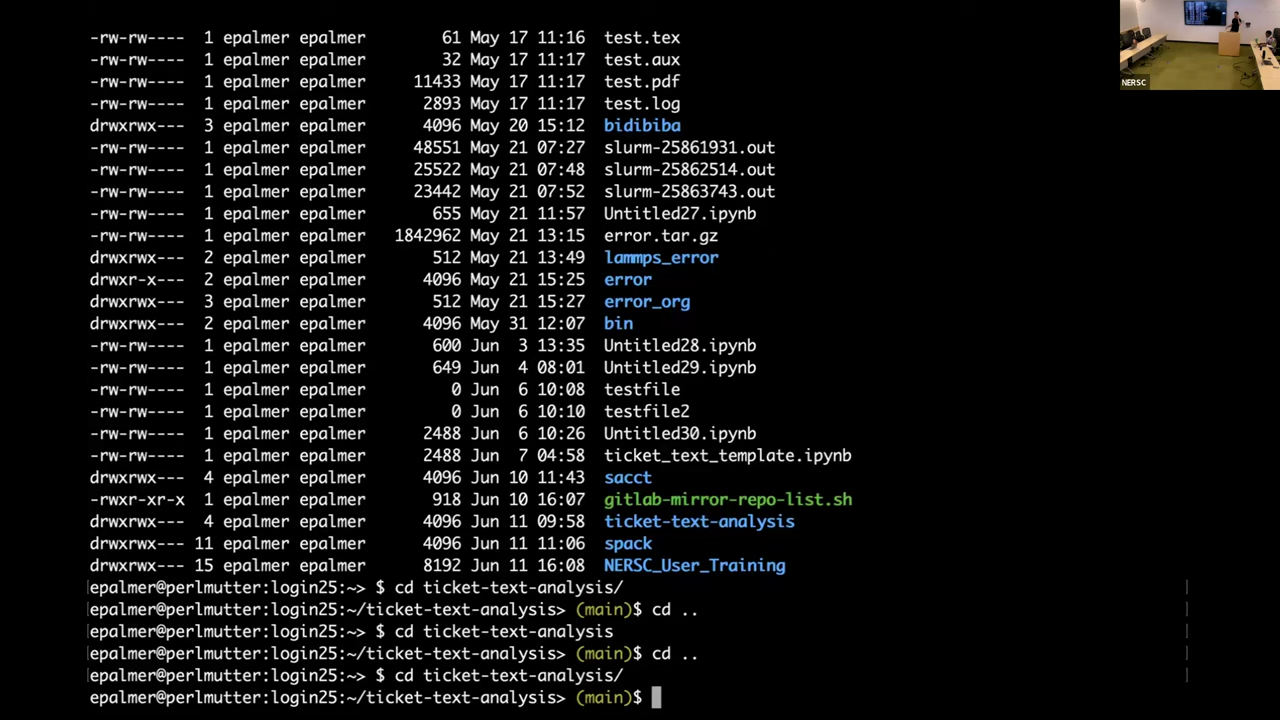 -rw-rw---- 1 epalmer epalmer 61 May 17 11:16 test.tex
-rw-rw---- 1 epalmer epalmer 32 May 17 11:17 test.aux
-rw-rw---- 1 epalmer epalmer 11433 May 17 11:17 test.pdf
-rw-rw---- 1 epalmer epalmer 2893 May 17 11:17 test.log
drwxrwx--- 3 epalmer epalmer 4096 May 20 15:12 bidibiba
-rw-rw---- 1 epalmer epalmer 48551 May 21 07:27 slurm-25861931.out
-rw-rw---- 1 epalmer epalmer 25522 May 21 07:48 slurm-25862514.out
-rw-rw---- 1 epalmer epalmer 23442 May 21 07:52 slurm-25863743.out
-rw-rw---- 1 epalmer epalmer 655 May 21 11:57 Untitled27.ipynb
-rw-rw---- 1 epalmer epalmer 1842962 May 21 13:15 error.tar.gz
drwxrwx--- 2 epalmer epalmer 512 May 21 13:49 lammps_error
drwxr-x--- 2 epalmer epalmer 4096 May 21 15:25 error
drwxrwx--- 3 epalmer epalmer 512 May 21 15:27 error_org
drwxrwx--- 2 epalmer epalmer 4096 May 31 12:07 bin
-rw-rw---- 1 epalmer epalmer 600 Jun 3 13:35 Untitled28.ipynb
-rw-rw---- 1 epalmer epalmer 649 Jun 4 08:01 Untitled29.ipynb
-rw-rw---- 1 epalmer epalmer 0 Jun 6 10:08 testfile
-rw-rw---- 1 epalmer epalmer 0 Jun 6 10:10 testfile2
-rw-rw---- 1 epalmer epalmer 2488 Jun 6 10:26 Untitled30.ipynb
-rw-rw---- 1 epalmer epalmer 2488 Jun 7 04:58 ticket_text_template.ipynb
drwxrwx--- 4 epalmer epalmer 4096 Jun 10 11:43 sacct
-rwxr-xr-x 1 epalmer epalmer 918 Jun 10 16:07 gitlab-mirror-repo-list.sh
drwxrwx--- 4 epalmer epalmer 4096 Jun 11 09:58 ticket-text-analysis
drwxrwx--- 11 epalmer epalmer 4096 Jun 11 11:06 spack
drwxrwx--- 15 epalmer epalmer 8192 Jun 11 16:08 NERSC_User_Training
epalmer@perlmutter:login25:~> $ cd ticket-text-analysis/
epalmer@perlmutter:login25:~/ticket-text-analysis> (main)$ cd ..
epalmer@perlmutter:login25:~> $ cd ticket-text-analysis
epalmer@perlmutter:login25:~/ticket-text-analysis> (main)$ cd ..
epalmer@perlmutter:login25:~> $ cd ticket-text-analysis/
epalmer@perlmutter:login25:~/ticket-text-analysis> (main)$
NERSC